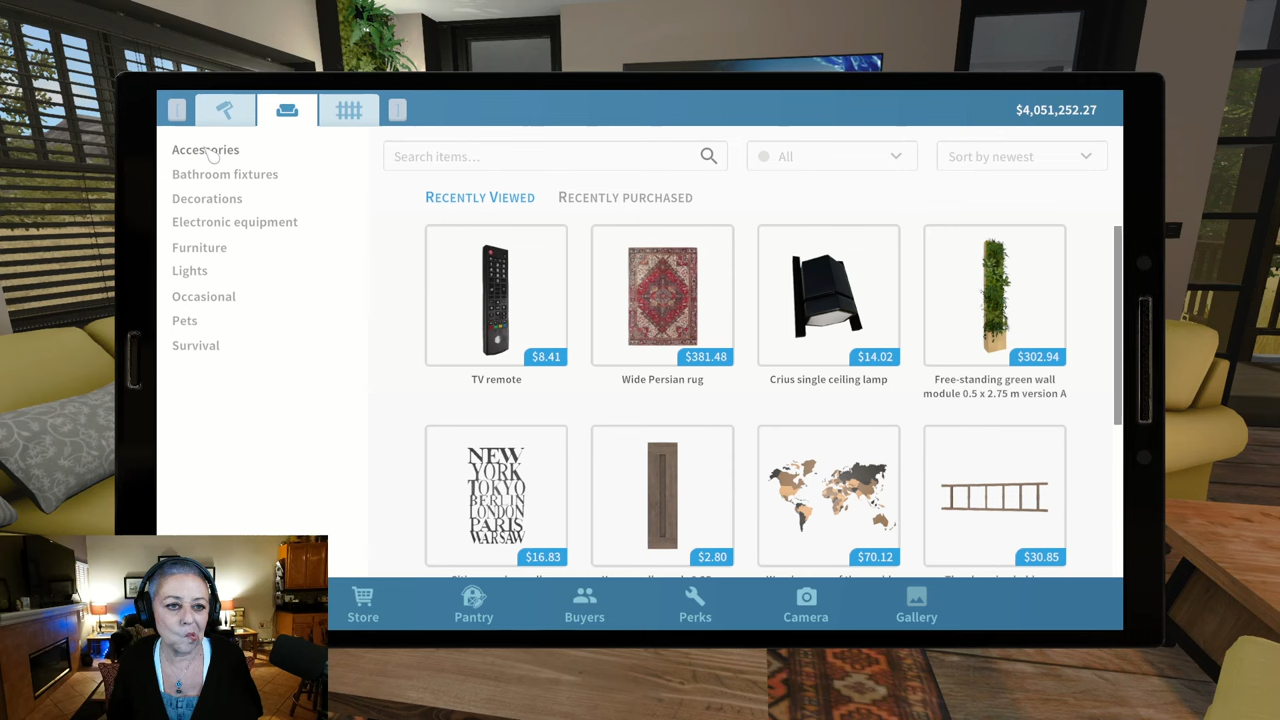 $4,051,252.27
Accessories
Bathroom fixtures
Decorations
Electronic equipment
Furniture
Lights
Occasional
Pets
Survival
Search items...
All
Sort by newest
Recently Viewed
Recently purchased
$8.41
TV remote
$381.48
Wide Persian rug
$14.02
Crius single ceiling lamp
$302.94
Free-standing green wall
module 0.5 x 2.75 m version A
NEW
YORK
TOKYO
BERLIN
LONDON
PARIS
WARSAW
$16.83
$2.80
$70.12
$30.85
Store
Pantry
Buyers
Perks
Camera
Gallery